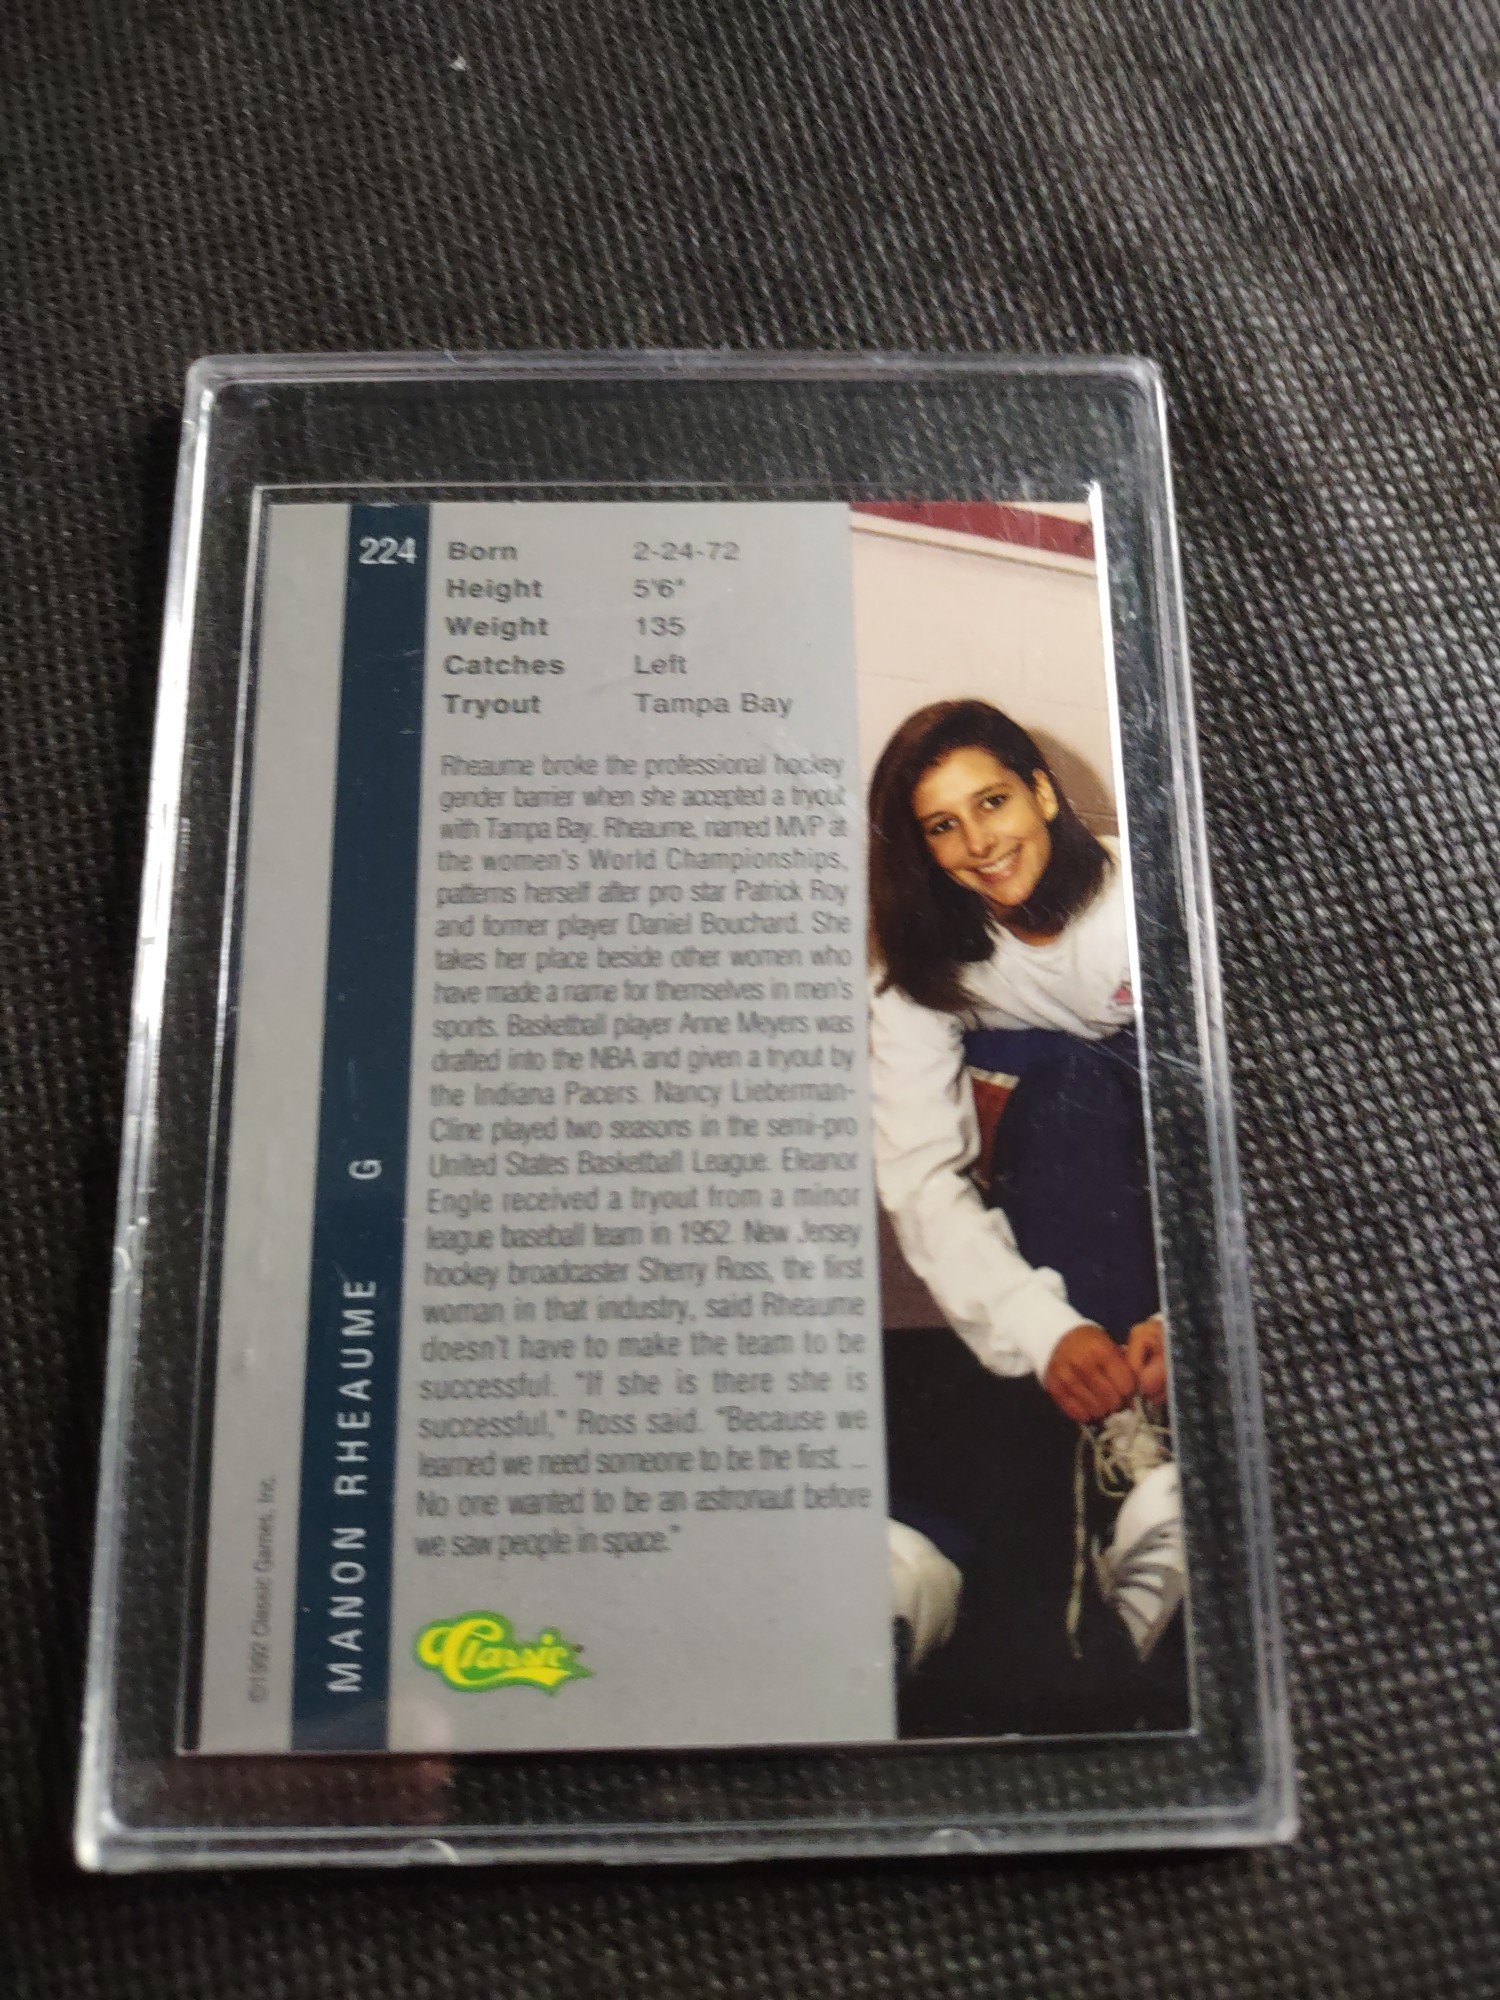 224
Born 2-24-72
Height 5'6"
Weight 135
Catches Left
Tryout Tampa Bay
Rheaume broke the professional hockey
gender barrier when she accepted a tryout
with Tampa Bay. Rheaume, named MVP at
the women's World Championships,
patterns herself after pro star Patrick Roy
and former player Daniel Bouchard. She
takes her place beside other women who
have made a name for themselves in men's
sports. Basketball player Anne Meyers was
drafted into the NBA and given a tryout by
the Indiana Pacers. Nancy Lieberman-
Cline played two seasons in the semi-pro
United States Basketball League. Eleanor
Engle received a tryout from a minor
league baseball team in 1952. New Jersey
hockey broadcaster Sherry Ross, the first
woman in that industry, said Rheaume
doesn't have to make the team to be
successful. "If she is there she is
successful," Ross said. "Because we
learned we need someone to be the first. ...
No one wanted to be an astronaut before
we saw people in space."
Classic
MANON RHEAUME G
©1992 Classic Games, Inc.